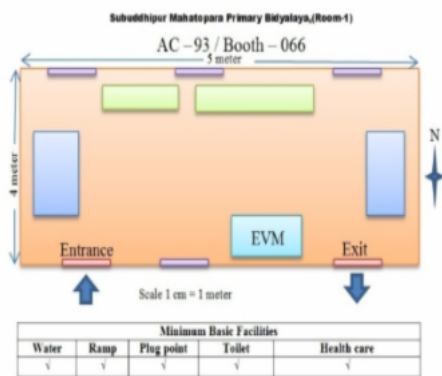 Subuddhipur Mahatopara Primary Bidyalaya,(Room-1)
AC – 93 / Booth – 066
5 meter
4 meter
N
EVM
Entrance
Exit
Scale 1 cm = 1 meter
Minimum Basic Facilities
Water Ramp Plug point Toilet Health care
√ √ √ √ √